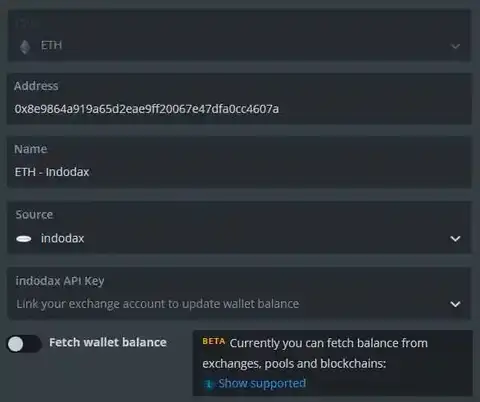 Coin
ETH
Address
0x8e9864a919a65d2eae9ff20067e47dfa0cc4607a
Name
ETH - Indodax
Source
indodax
indodax API Key
Link your exchange account to update wallet balance
Fetch wallet balance
BETA Currently you can fetch balance from
exchanges, pools and blockchains:
Show supported